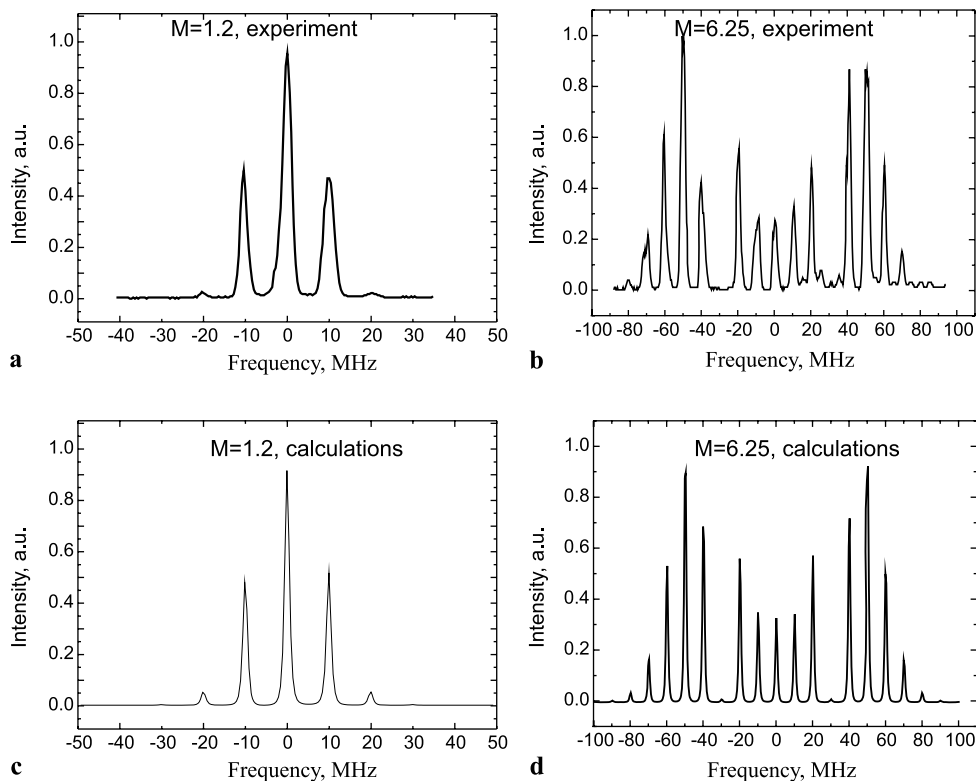 M=1.2, experiment
1.0
0.8
0.6
0.4
0.2
0.0
Intensity, a.u.
-50 -40 -30 -20 -10 0 10 20 30 40 50
Frequency, MHz
a
M=6.25, experiment
1.0
0.8
0.6
0.4
0.2
0.0
Intensity, a.u.
-100 -80 -60 -40 -20 0 20 40 60 80 100
Frequency, MHz
b
M=1.2, calculations
1.0
0.8
0.6
0.4
0.2
0.0
Intensity, a.u.
-50 -40 -30 -20 -10 0 10 20 30 40 50
Frequency, MHz
c
M=6.25, calculations
1.0
0.8
0.6
0.4
0.2
0.0
Intensity, a.u.
-100 -80 -60 -40 -20 0 20 40 60 80 100
Frequency, MHz
d